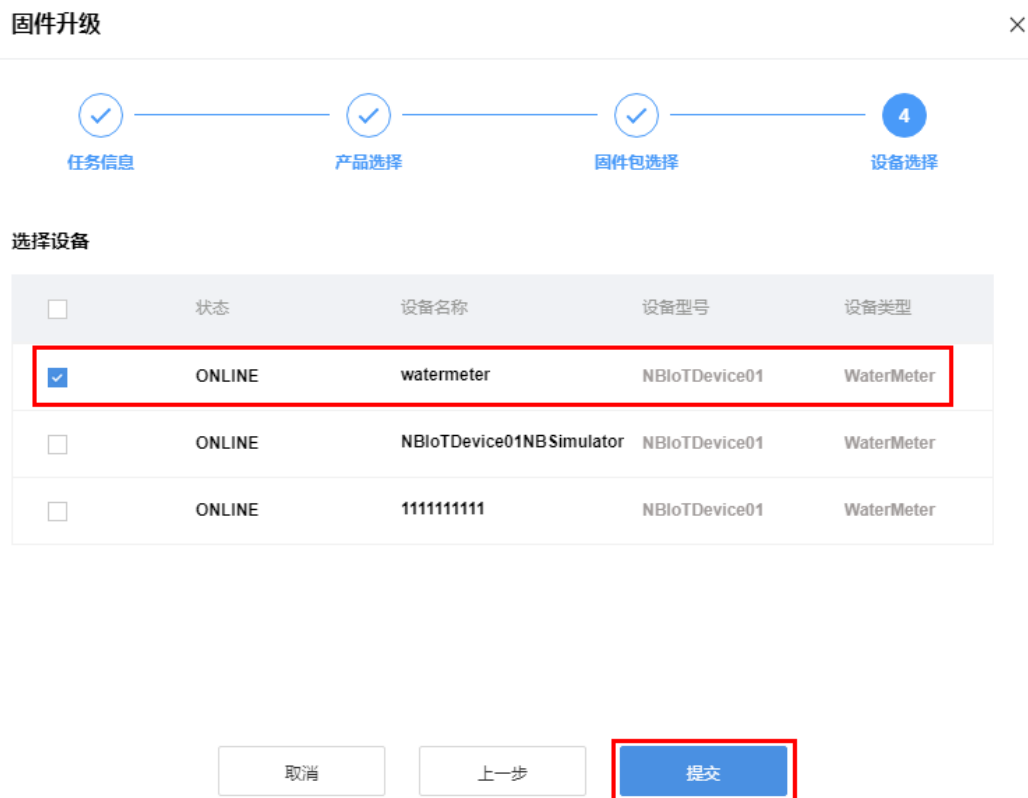 固件升级
4
任务信息 产品选择 固件包选择 设备选择
选择设备
状态 设备名称 设备型号 设备类型
ONLINE watermeter NBIoTDevice01 WaterMeter
ONLINE NBIoTDevice01NBSimulator NBIoTDevice01 WaterMeter
ONLINE 1111111111 NBIoTDevice01 WaterMeter
取消 上一步 提交